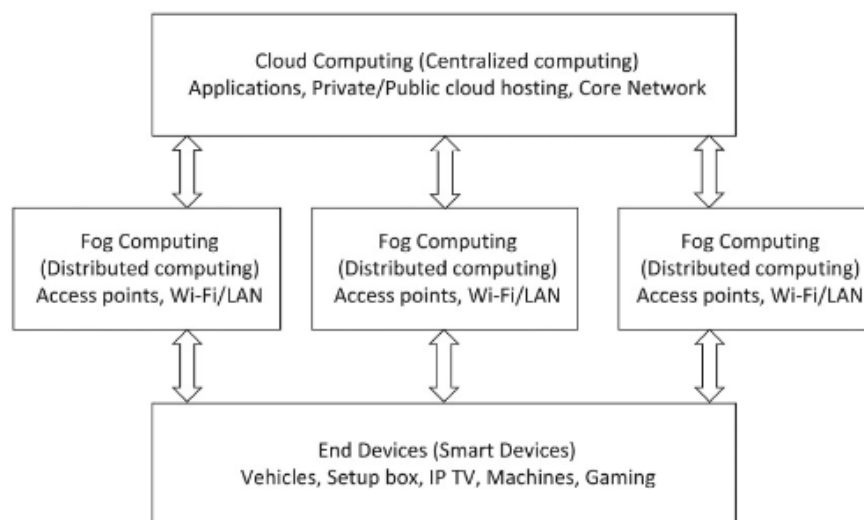 Cloud Computing (Centralized computing)
Applications, Private/Public cloud hosting, Core Network
Fog Computing
(Distributed computing)
Access points, Wi-Fi/LAN
Fog Computing
(Distributed computing)
Access points, Wi-Fi/LAN
Fog Computing
(Distributed computing)
Access points, Wi-Fi/LAN
End Devices (Smart Devices)
Vehicles, Setup box, IP TV, Machines, Gaming